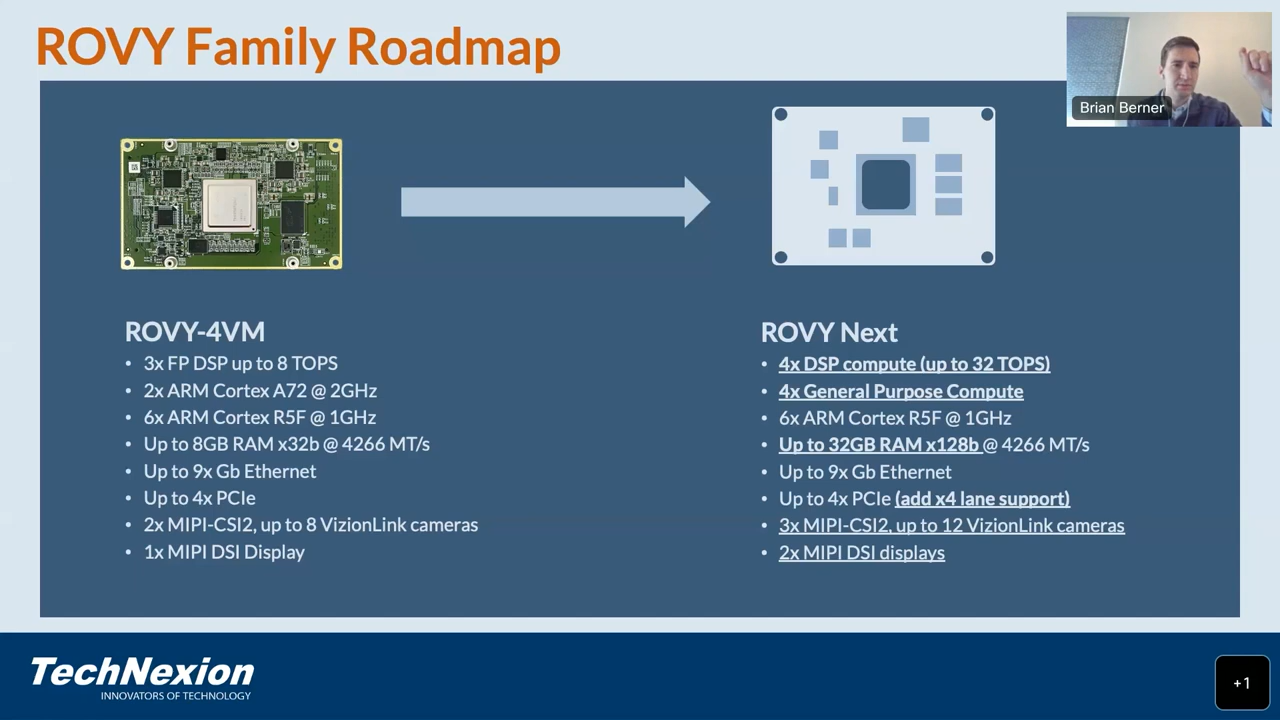 ROVY Family Roadmap
Brian Berner
ROVY-4VM
• 3x FP DSP up to 8 TOPS
• 2x ARM Cortex A72 @ 2GHz
• 6x ARM Cortex R5F @ 1GHz
• Up to 8GB RAM x32b @ 4266 MT/s
• Up to 9x Gb Ethernet
• Up to 4x PCIe
• 2x MIPI-CSI2, up to 8 VizionLink cameras
• 1x MIPI DSI Display
ROVY Next
• 4x DSP compute (up to 32 TOPS)
• 4x General Purpose Compute
• 6x ARM Cortex R5F @ 1GHz
• Up to 32GB RAM x128b @ 4266 MT/s
• Up to 9x Gb Ethernet
• Up to 4x PCIe (add x4 lane support)
• 3x MIPI-CSI2, up to 12 VizionLink cameras
• 2x MIPI DSI displays
TechNexion
INNOVATORS OF TECHNOLOGY
+1